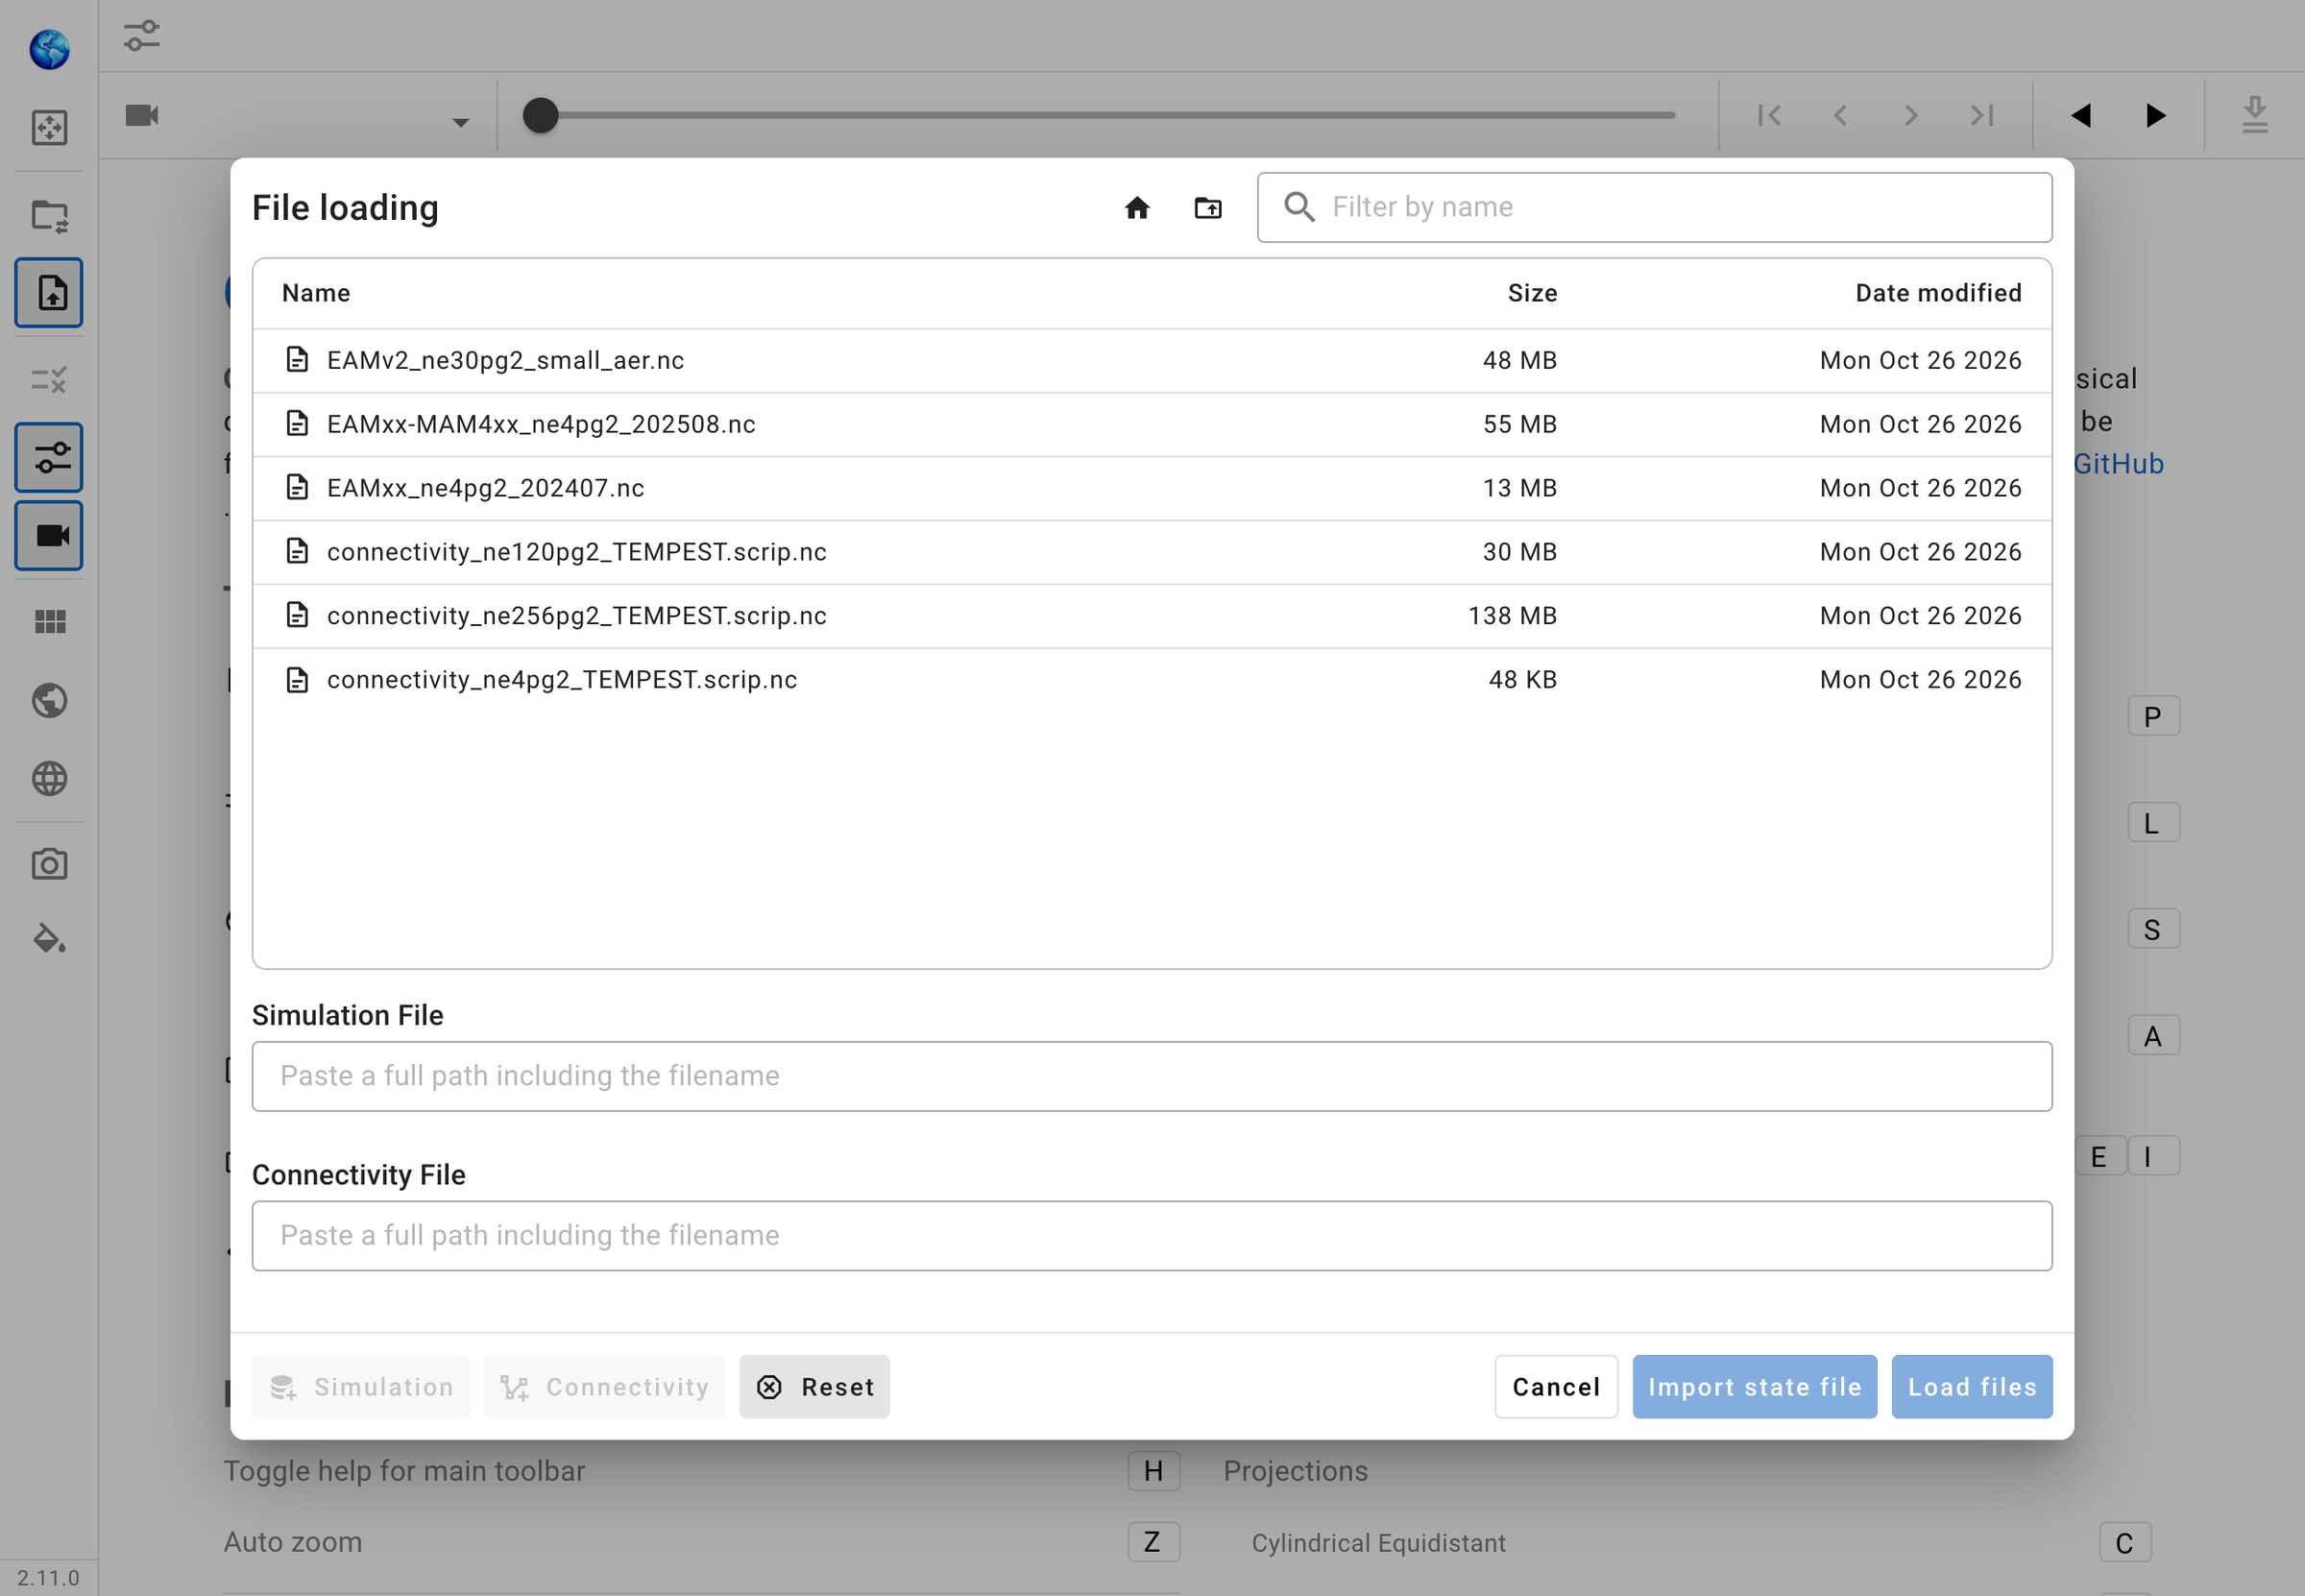 File loading
Filter by name
Name Size Date modified
EAMv2_ne30pg2_small_aer.nc 48 MB Mon Oct 26 2026
EAMxx-MAM4xx_ne4pg2_202508.nc 55 MB Mon Oct 26 2026
EAMxx_ne4pg2_202407.nc 13 MB Mon Oct 26 2026
connectivity_ne120pg2_TEMPEST.scrip.nc 30 MB Mon Oct 26 2026
connectivity_ne256pg2_TEMPEST.scrip.nc 138 MB Mon Oct 26 2026
connectivity_ne4pg2_TEMPEST.scrip.nc 48 KB Mon Oct 26 2026
Simulation File
Paste a full path including the filename
Connectivity File
Paste a full path including the filename
Simulation Connectivity Reset Cancel Import state file Load files
sical
be
GitHub
P
L
S
A
E I
Toggle help for main toolbar H Projections
Auto zoom Z Cylindrical Equidistant C
2.11.0